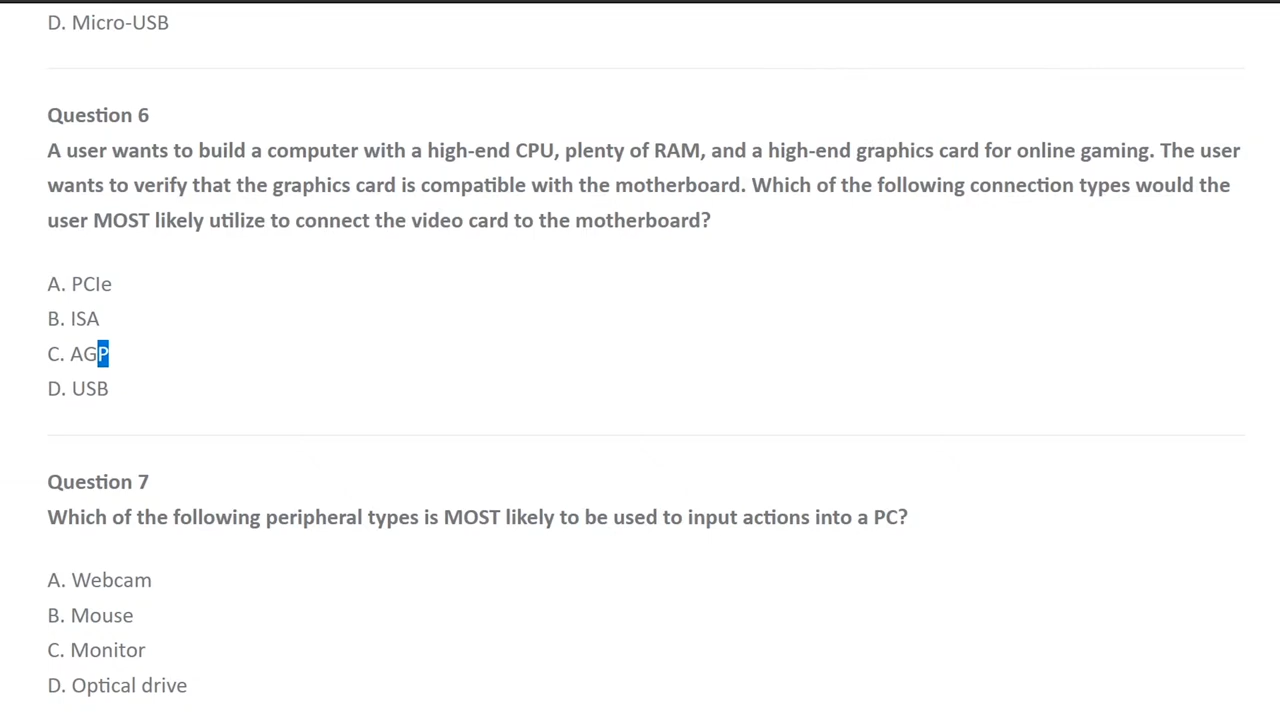 D. Micro-USB
Question 6
A user wants to build a computer with a high-end CPU, plenty of RAM, and a high-end graphics card for online gaming. The user
wants to verify that the graphics card is compatible with the motherboard. Which of the following connection types would the
user MOST likely utilize to connect the video card to the motherboard?
A. PCIe
B. ISA
C. AGP
D. USB
Question 7
Which of the following peripheral types is MOST likely to be used to input actions into a PC?
A. Webcam
B. Mouse
C. Monitor
D. Optical drive